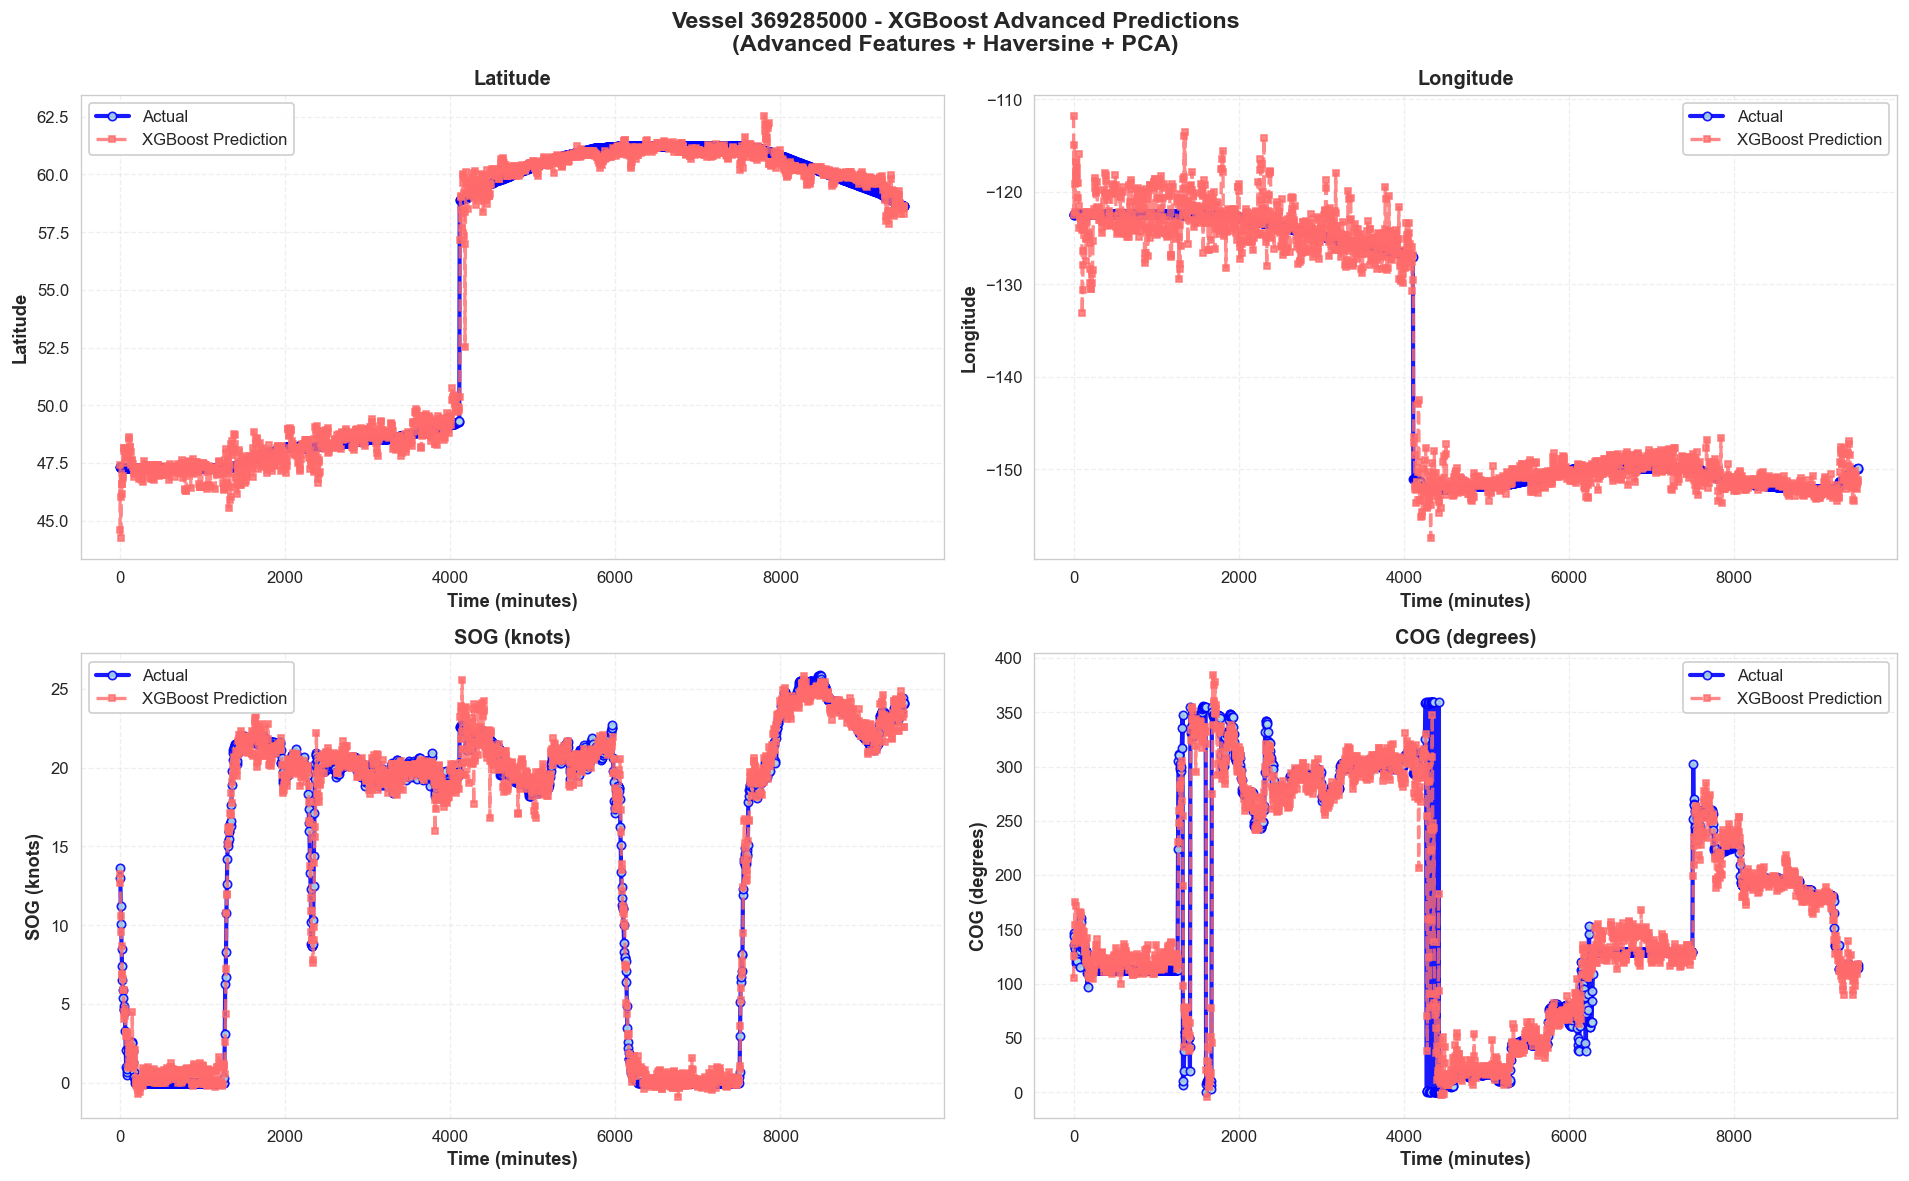 Vessel 369285000 - XGBoost Advanced Predictions
(Advanced Features + Haversine + PCA)
Latitude
Actual
XGBoost Prediction
62.5
60.0
57.5
55.0
52.5
50.0
47.5
45.0
Latitude
0 2000 4000 6000 8000
Time (minutes)
Longitude
Actual
XGBoost Prediction
−110
−120
−130
−140
−150
Longitude
0 2000 4000 6000 8000
Time (minutes)
SOG (knots)
Actual
XGBoost Prediction
25
20
15
10
5
0
SOG (knots)
0 2000 4000 6000 8000
Time (minutes)
COG (degrees)
Actual
XGBoost Prediction
400
350
300
250
200
150
100
50
0
COG (degrees)
0 2000 4000 6000 8000
Time (minutes)